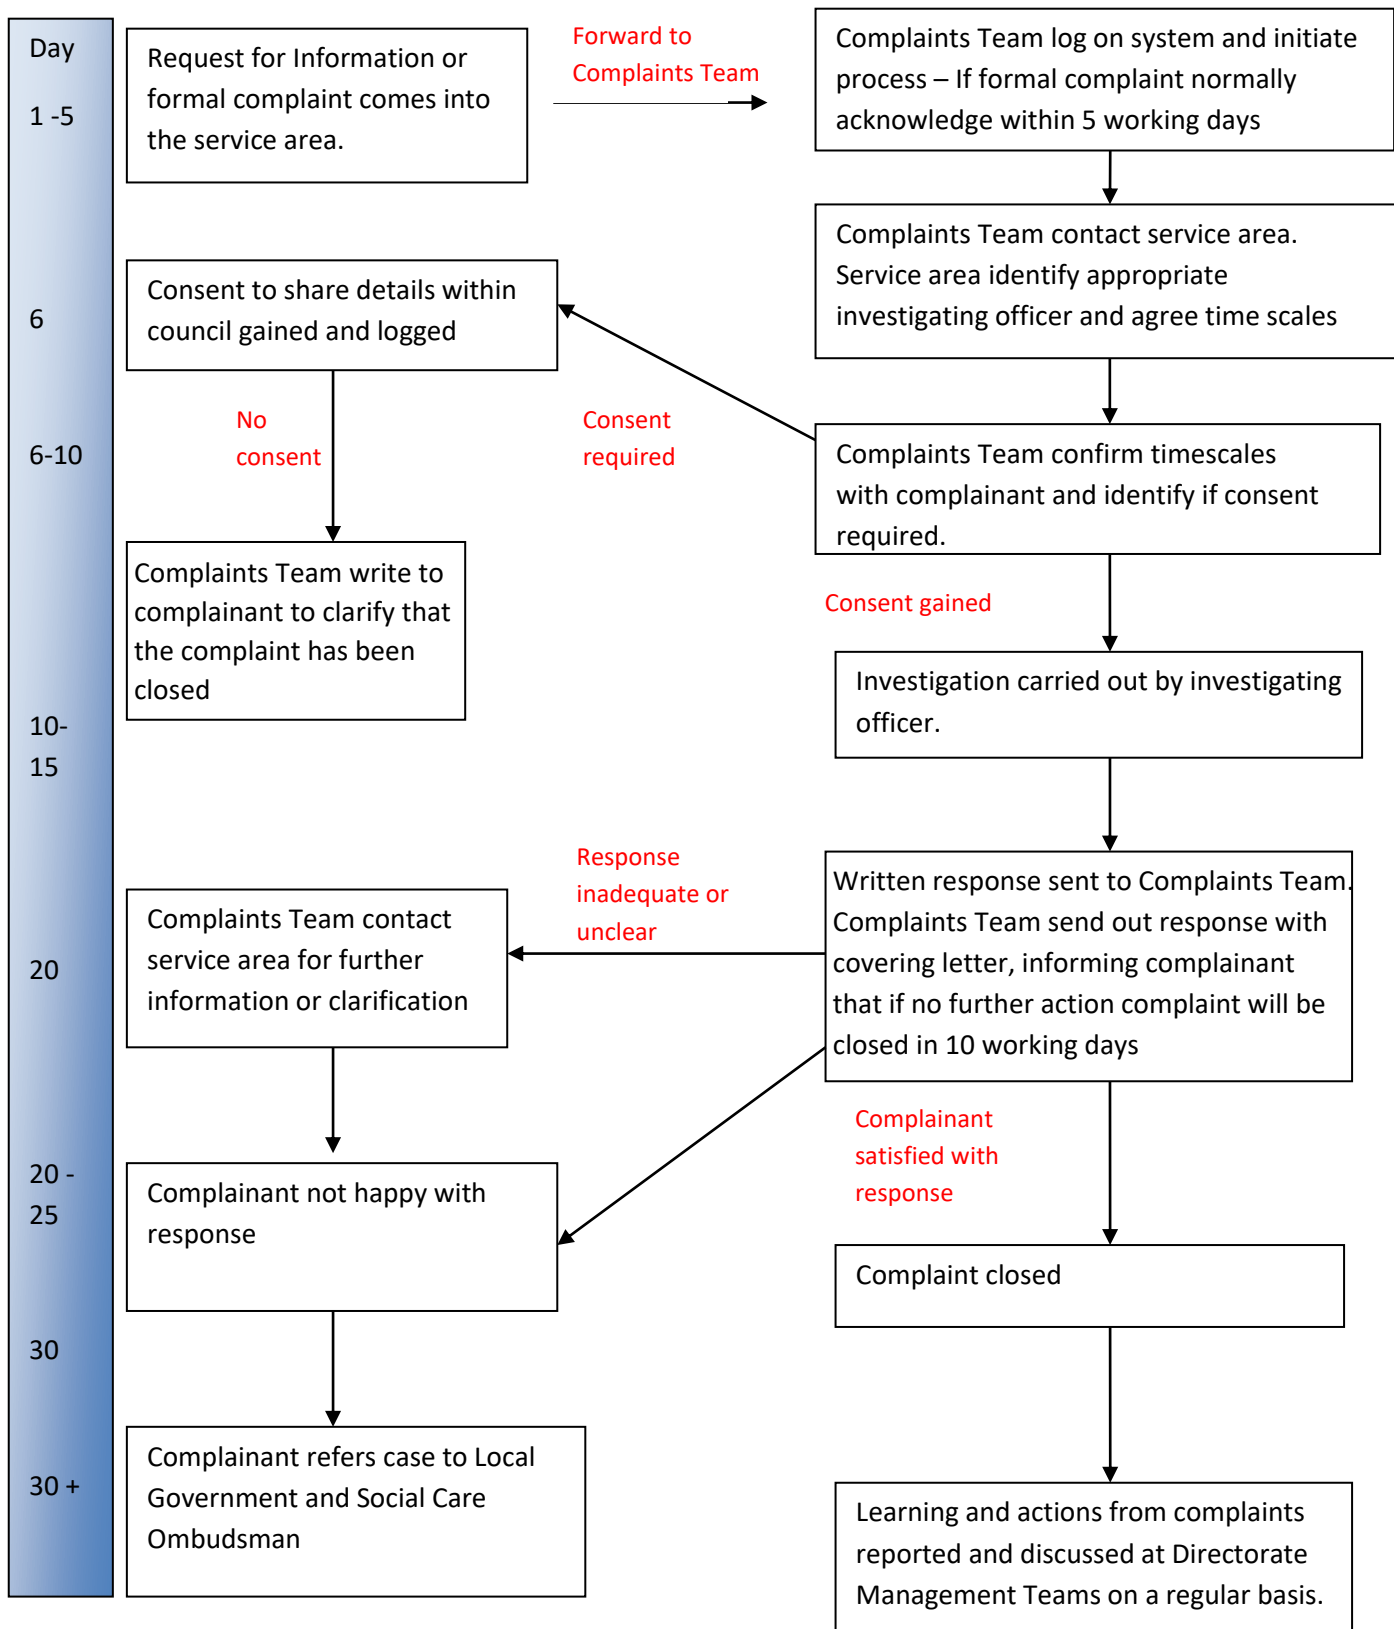 Day
1 -5
6
6-10
10-
15
20
20 -
25
30
30 +
Request for Information or
formal complaint comes into
the service area.
Forward to
Complaints Team
Complaints Team log on system and initiate
process – If formal complaint normally
acknowledge within 5 working days
Complaints Team contact service area.
Service area identify appropriate
investigating officer and agree time scales
Consent to share details within
council gained and logged
No
consent
Consent
required
Complaints Team confirm timescales
with complainant and identify if consent
required.
Complaints Team write to
complainant to clarify that
the complaint has been
closed
Consent gained
Investigation carried out by investigating
officer.
Response
inadequate or
unclear
Written response sent to Complaints Team.
Complaints Team send out response with
covering letter, informing complainant
that if no further action complaint will be
closed in 10 working days
Complaints Team contact
service area for further
information or clarification
Complainant
satisfied with
response
Complainant not happy with
response
Complaint closed
Complainant refers case to Local
Government and Social Care
Ombudsman
Learning and actions from complaints
reported and discussed at Directorate
Management Teams on a regular basis.